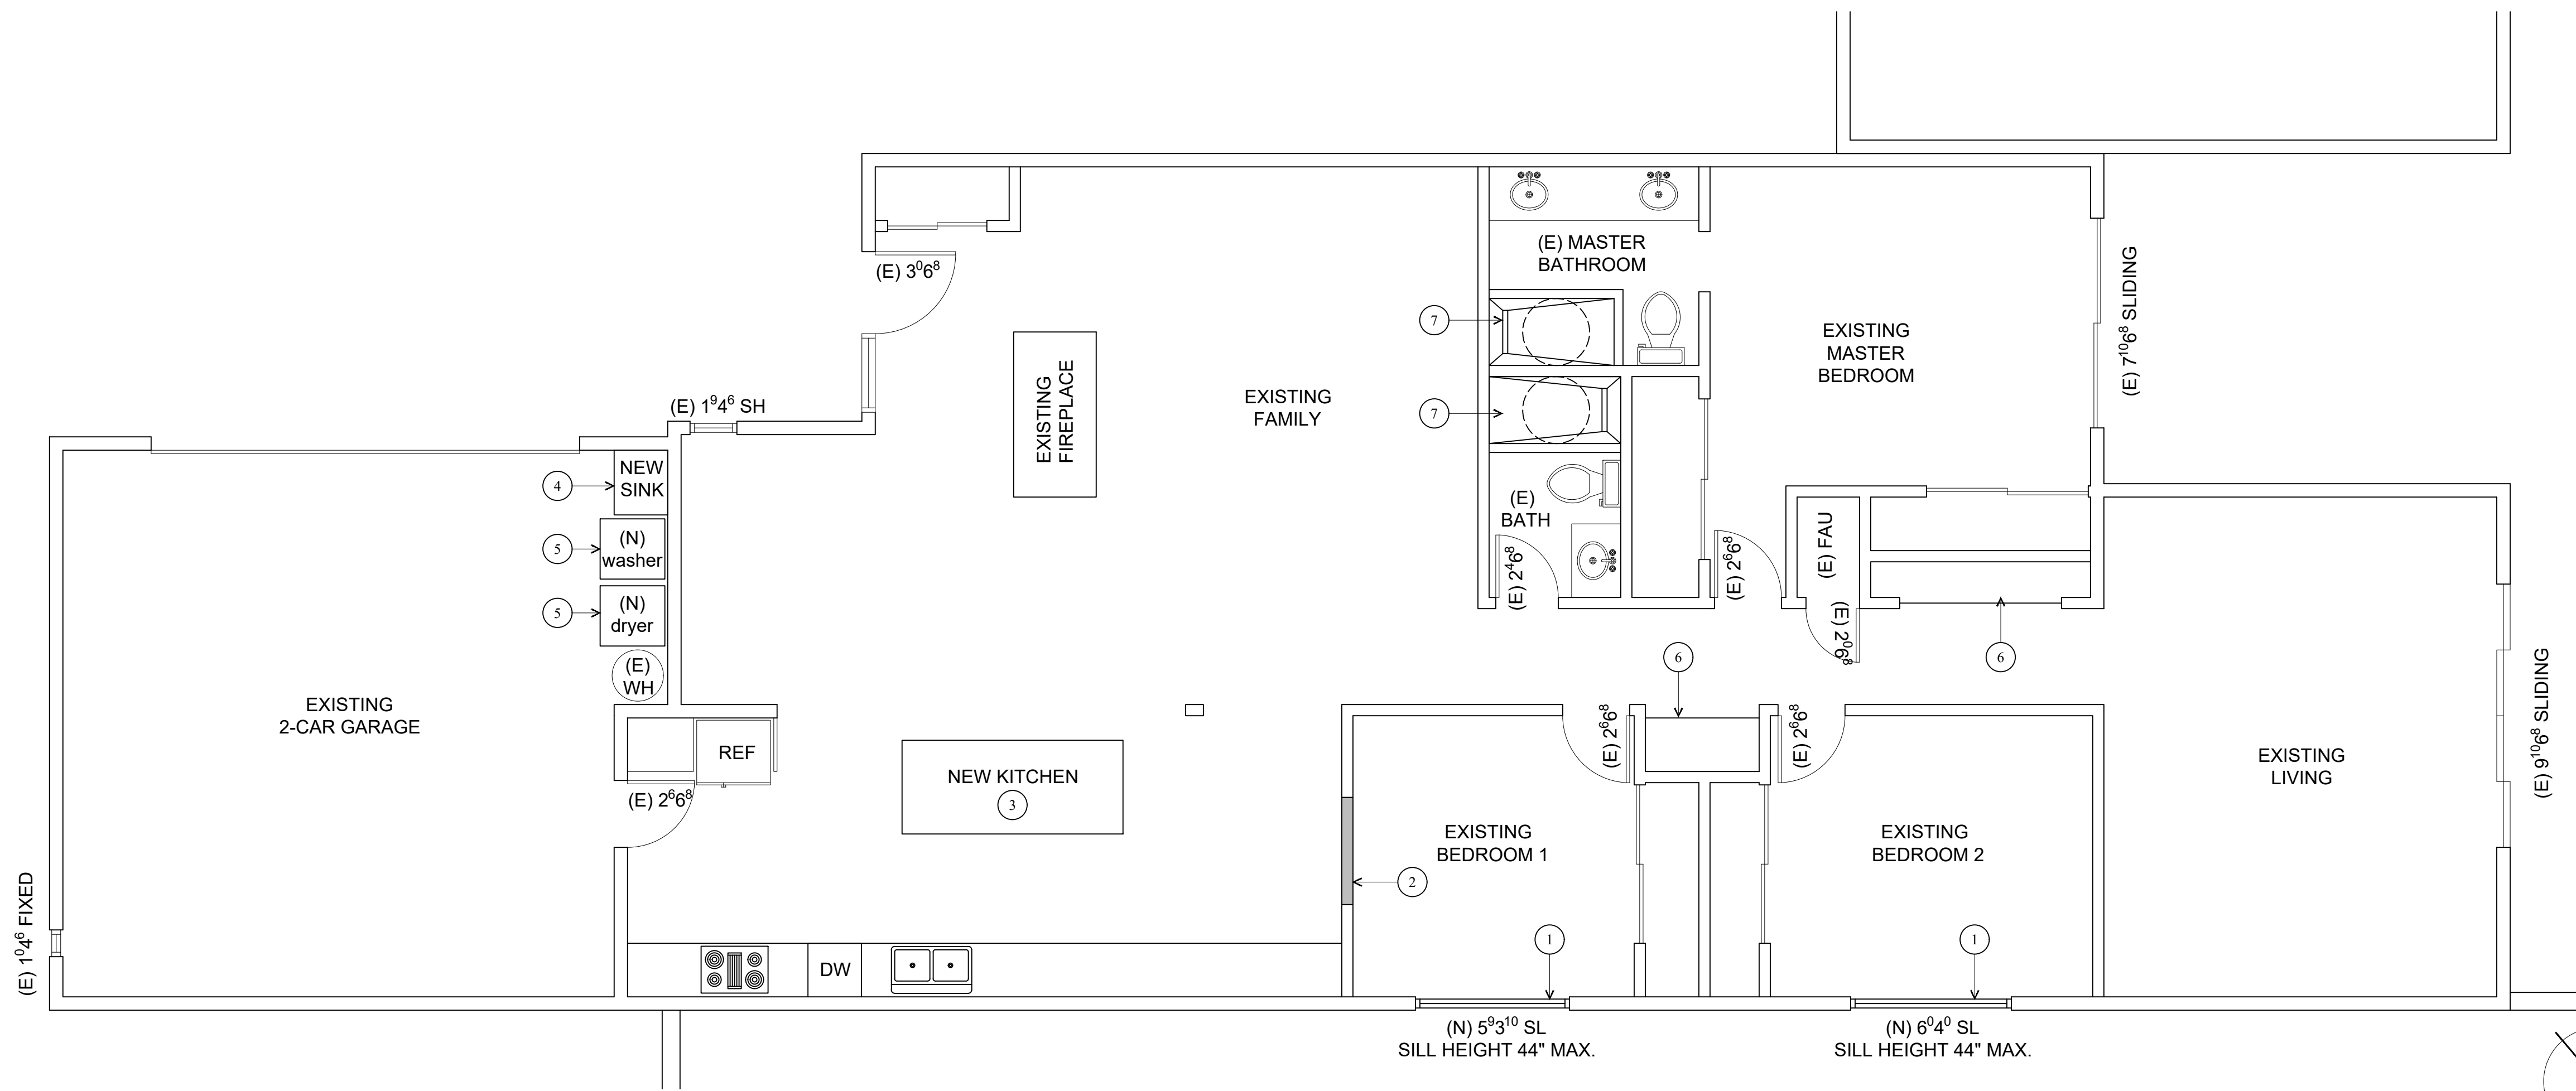 (E) 3⁰6⁸
(E) MASTER
BATHROOM
(E) 7¹⁰6⁸ SLIDING
7
EXISTING
MASTER
BEDROOM
EXISTING
FIREPLACE
EXISTING
FAMILY
(E) 1⁹4⁶ SH
7
NEW
SINK
4
(E)
BATH
(E) FAU
(N)
washer
5
(E) 2⁴6⁸
(E) 2⁶6⁸
(N)
dryer
5
(E) 2⁰6⁸
6
6
(E)
WH
EXISTING
2-CAR GARAGE
REF
(E) 2⁶6⁸
(E) 2⁶6⁸
(E) 2⁶6⁸
(E) 9¹⁰6⁸ SLIDING
NEW KITCHEN
3
EXISTING
LIVING
EXISTING
BEDROOM 1
EXISTING
BEDROOM 2
2
(E) 1⁰4⁶ FIXED
1
1
DW
(N) 5⁹3¹⁰ SL
SILL HEIGHT 44" MAX.
(N) 6⁰4⁰ SL
SILL HEIGHT 44" MAX.